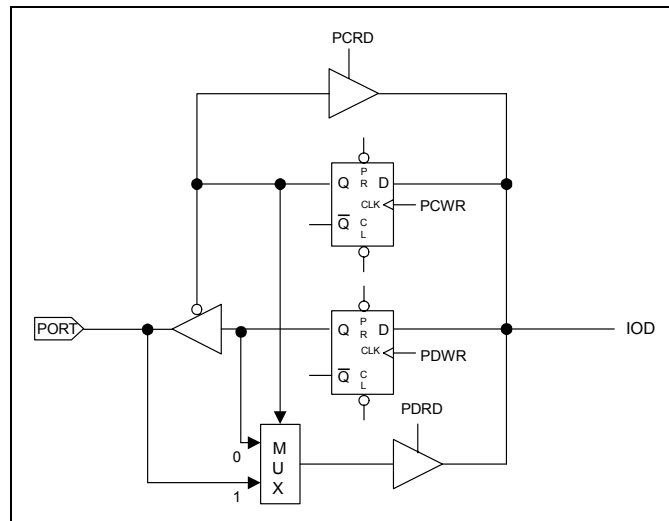 PCRD
P
R
Q D
CLK
PCWR
Q̅ C
L
PORT
P
R
Q D
CLK
PDWR
Q̅ C
L
IOD
PDRD
0
1
M
U
X